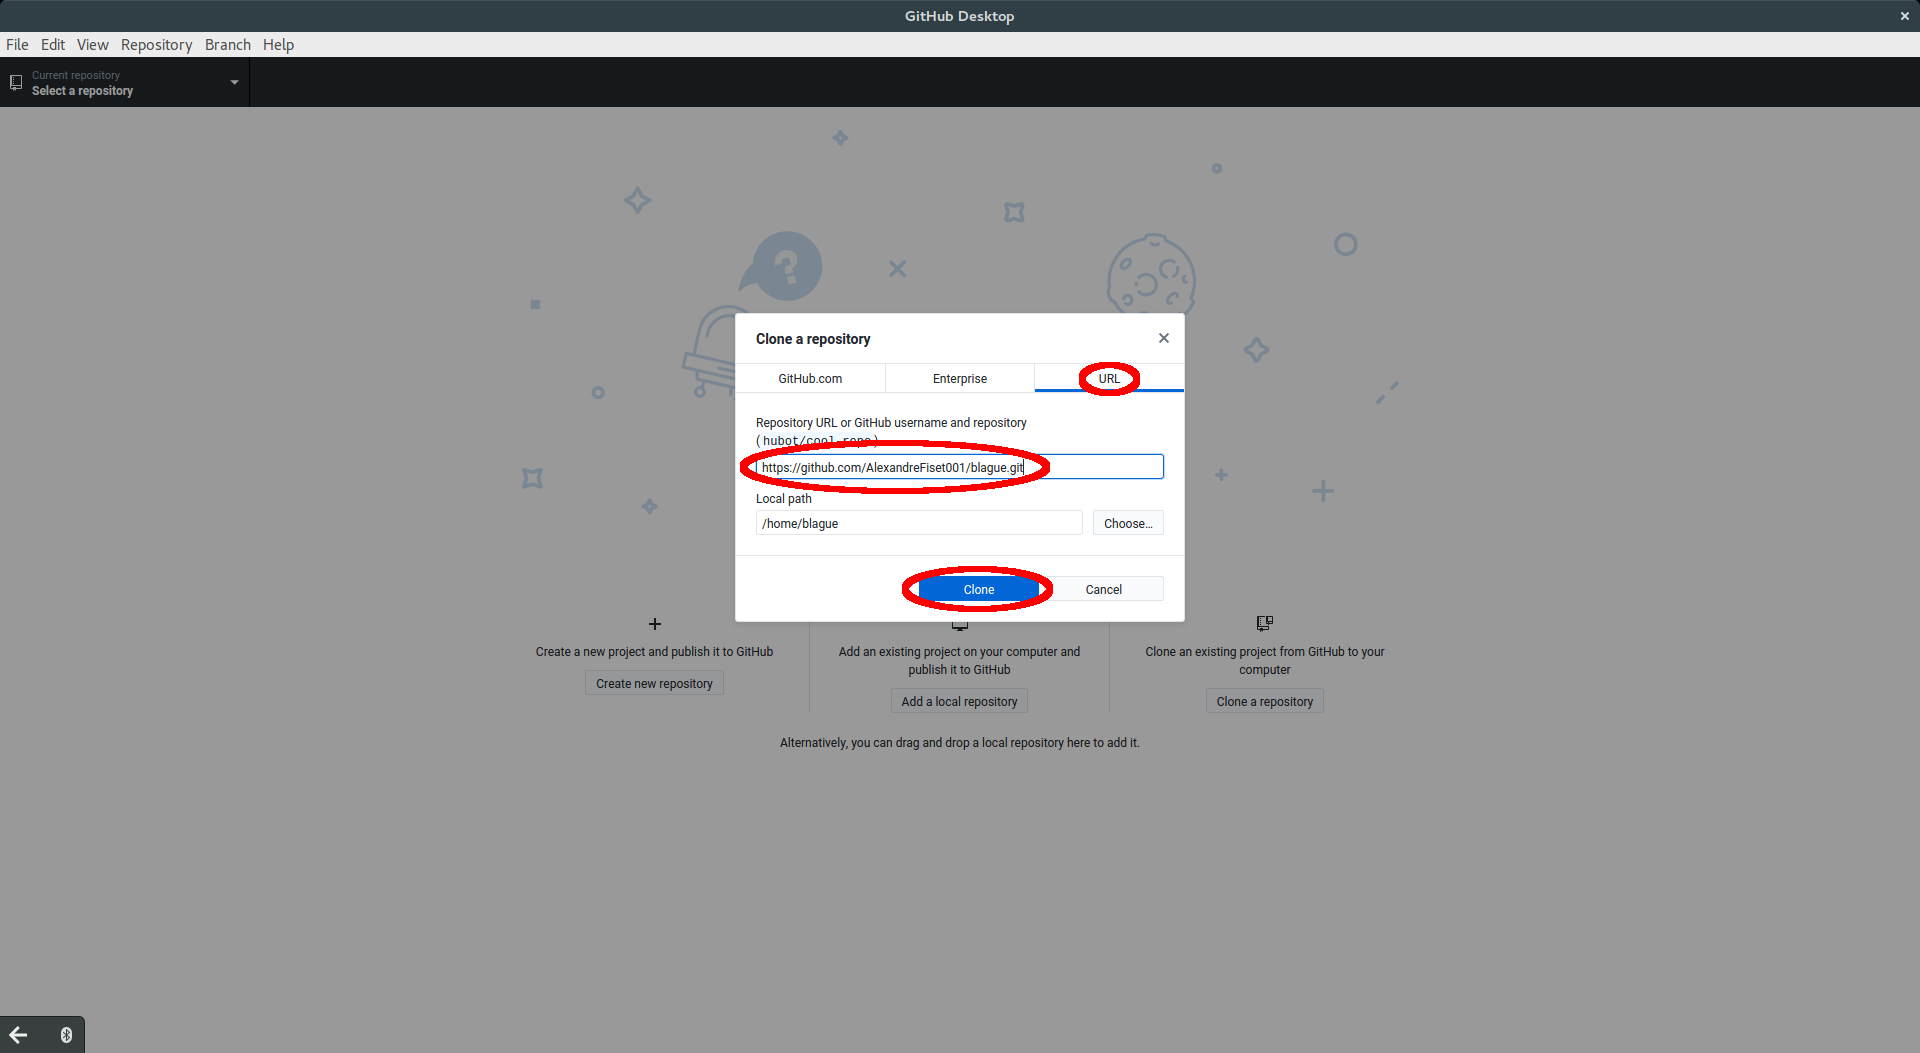 GitHub Desktop
File Edit View Repository Branch Help
Current repository
Select a repository
?
Clone a repository
GitHub.com Enterprise URL
Repository URL or GitHub username and repository
(hubot/cool-repo)
https://github.com/AlexandreFiset001/blague.git
Local path
/home/blague Choose...
Clone Cancel
Create a new project and publish it to GitHub
Create new repository
Add an existing project on your computer and
publish it to GitHub
Add a local repository
Clone an existing project from GitHub to your
computer
Clone a repository
Alternatively, you can drag and drop a local repository here to add it.